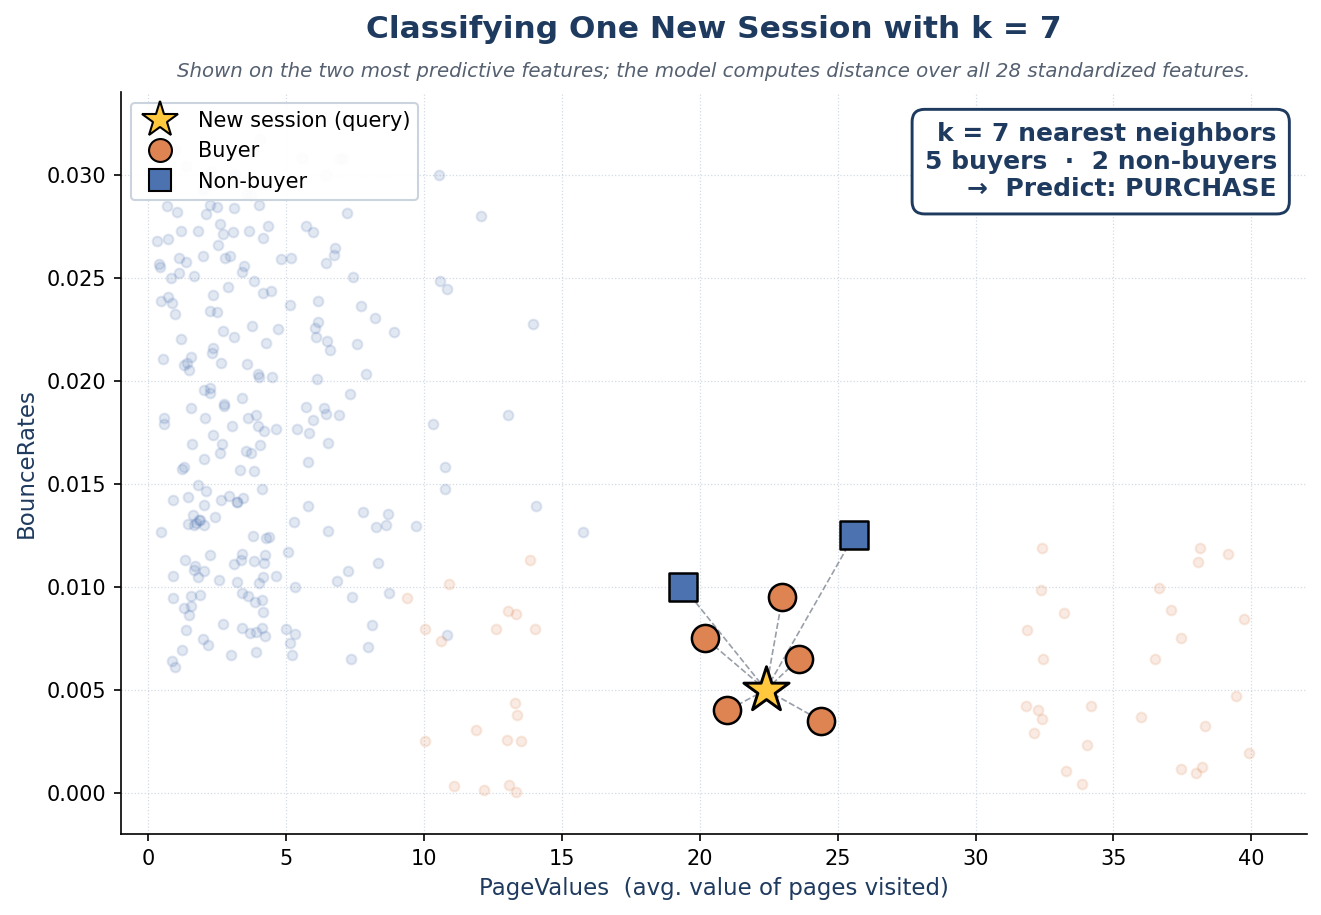 Classifying One New Session with k = 7
Shown on the two most predictive features; the model computes distance over all 28 standardized features.
New session (query)
Buyer
Non-buyer
k = 7 nearest neighbors
5 buyers · 2 non-buyers
→ Predict: PURCHASE
BounceRates
0.030
0.025
0.020
0.015
0.010
0.005
0.000
0 5 10 15 20 25 30 35 40
PageValues (avg. value of pages visited)